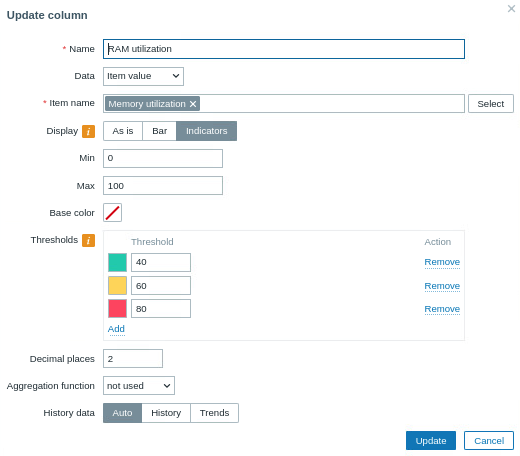 Update column
* Name RAM utilization
Data Item value
* Item name Memory utilization Select
Display As is Bar Indicators
Min 0
Max 100
Base color
Thresholds Threshold Action
40 Remove
60 Remove
80 Remove
Add
Decimal places 2
Aggregation function not used
History data Auto History Trends
Update Cancel